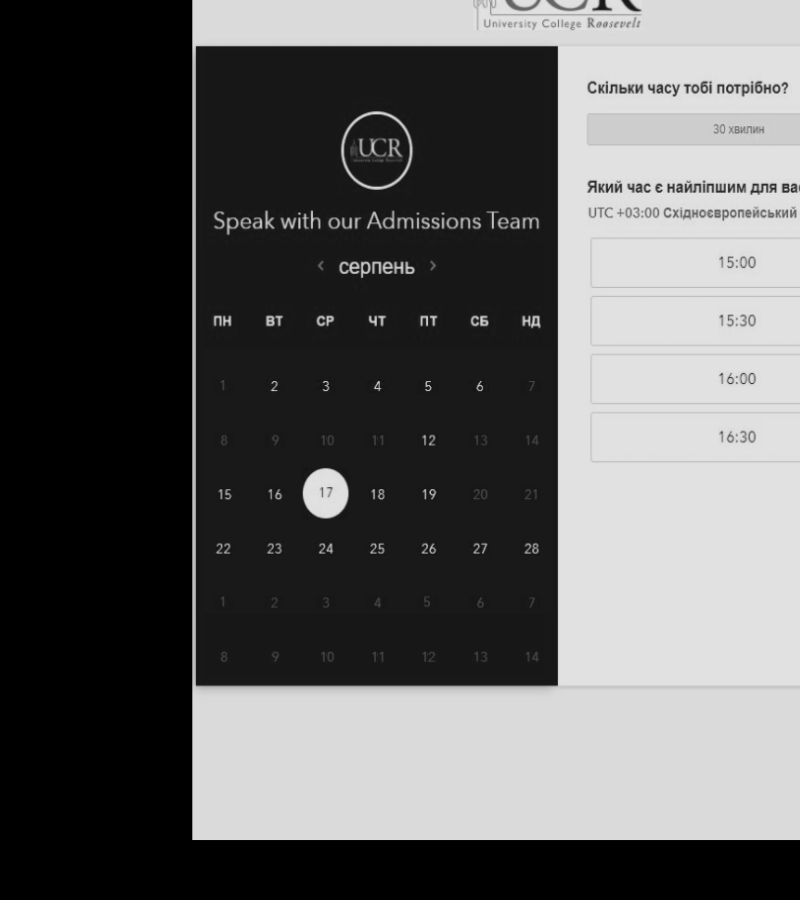 UCR
University College Roosevelt
UCR
Speak with our Admissions Team
‹ серпень ›
ПН ВТ СР ЧТ ПТ СБ НД
1 2 3 4 5 6 7
8 9 10 11 12 13 14
15 16 17 18 19 20 21
22 23 24 25 26 27 28
1 2 3 4 5 6 7
8 9 10 11 12 13 14
Скільки часу тобі потрібно?
30 хвилин
Який час є найліпшим для вас
UTC +03:00 Східноєвропейський
15:00
15:30
16:00
16:30